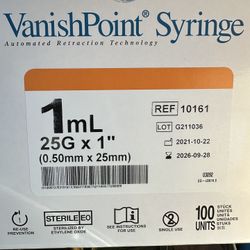 VanishPoint® Syringe
Automated Retraction Technology
1mL
25G x 1"
(0.50mm x 25mm)
REF 10161
LOT G211036
2021-10-22
2026-09-28
RE-USE PREVENTION
STERILE EO
STERILIZED BY ETHYLENE OXIDE
SEE INSTRUCTIONS FOR USE
SINGLE USE
100 UNITS